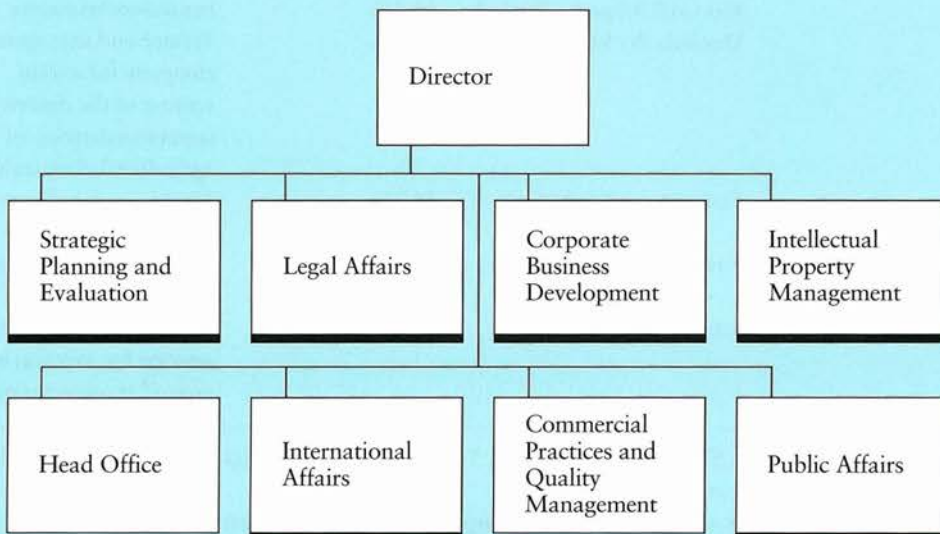 Director
Strategic
Planning and
Evaluation
Legal Affairs
Corporate
Business
Development
Intellectual
Property
Management
Head Office
International
Affairs
Commercial
Practices and
Quality
Management
Public Affairs